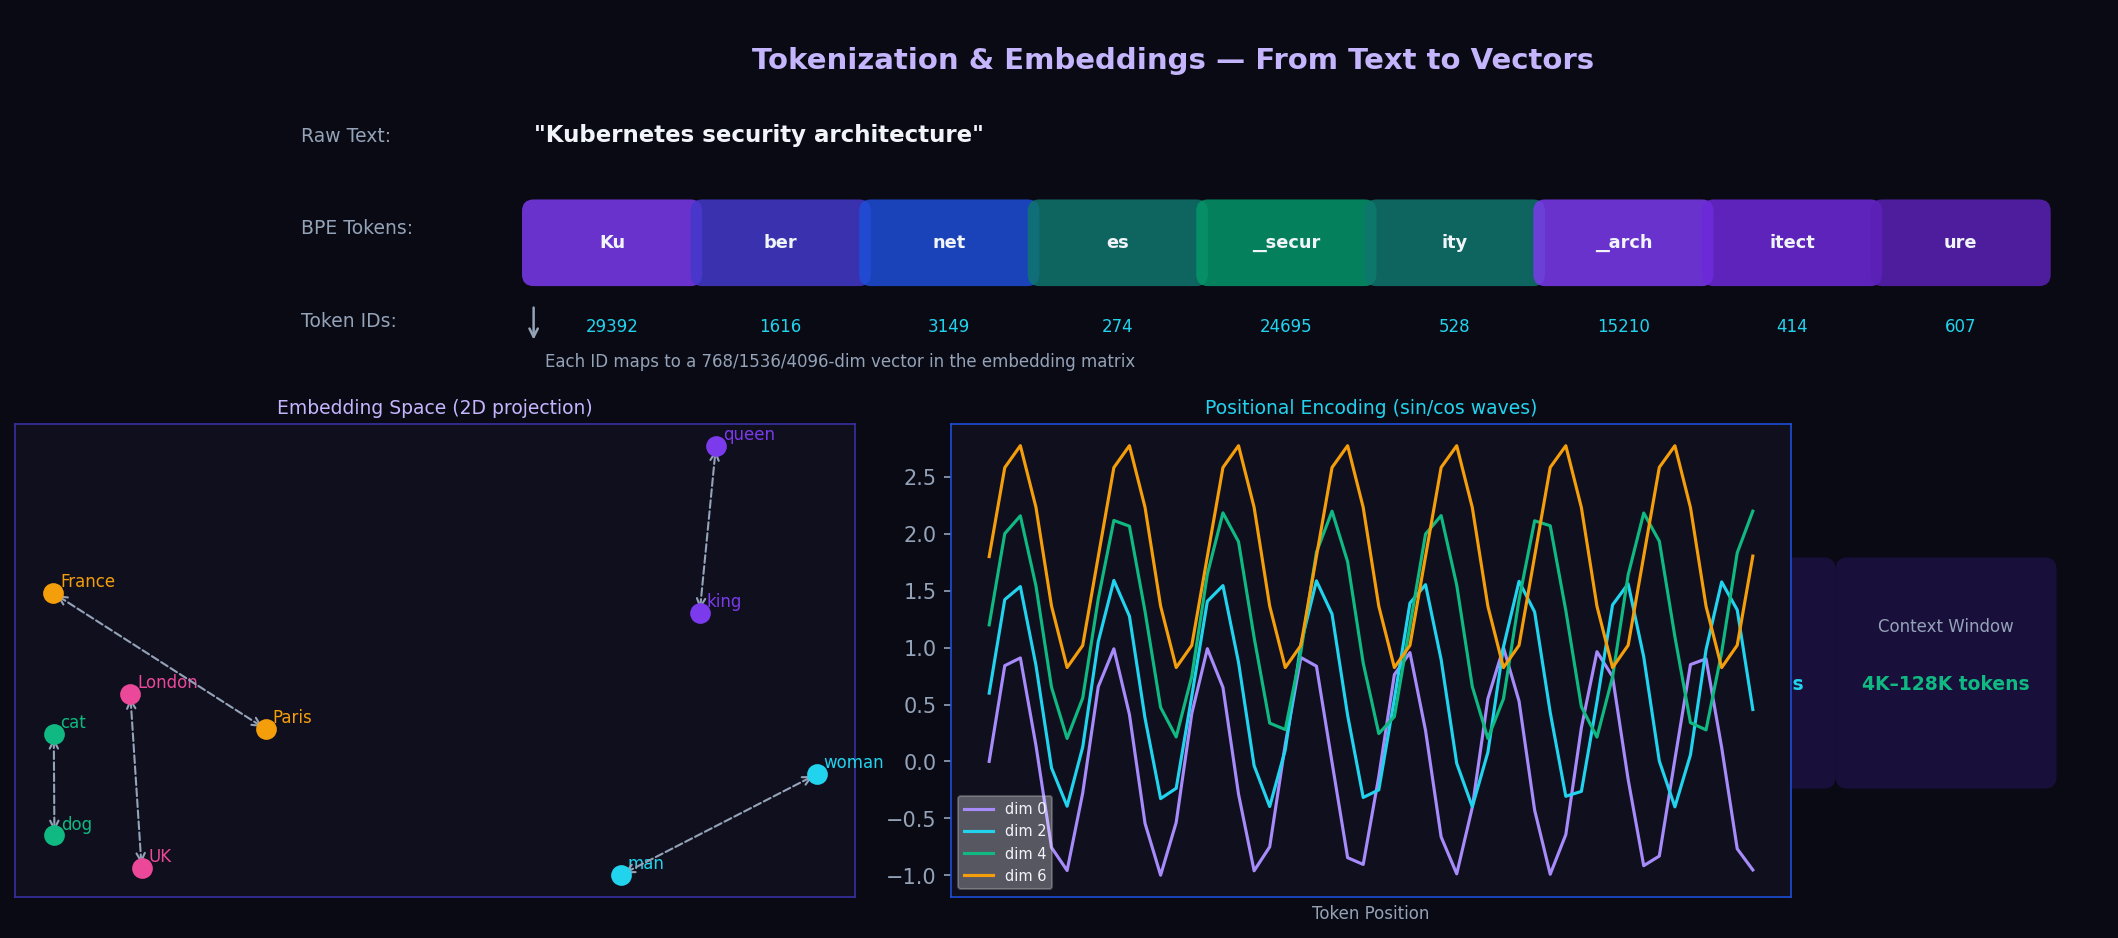 Tokenization & Embeddings — From Text to Vectors
Raw Text:
"Kubernetes security architecture"
BPE Tokens:
Ku ber net es __secur ity __arch itect ure
Token IDs:
29392 1616 3149 274 24695 528 15210 414 607
Each ID maps to a 768/1536/4096-dim vector in the embedding matrix
Embedding Space (2D projection)
queen
France
king
London
Paris
cat
woman
dog
UK
man
Positional Encoding (sin/cos waves)
2.5
2.0
1.5
1.0
0.5
0.0
−0.5
−1.0
dim 0
dim 2
dim 4
dim 6
Token Position
s
Context Window
4K–128K tokens